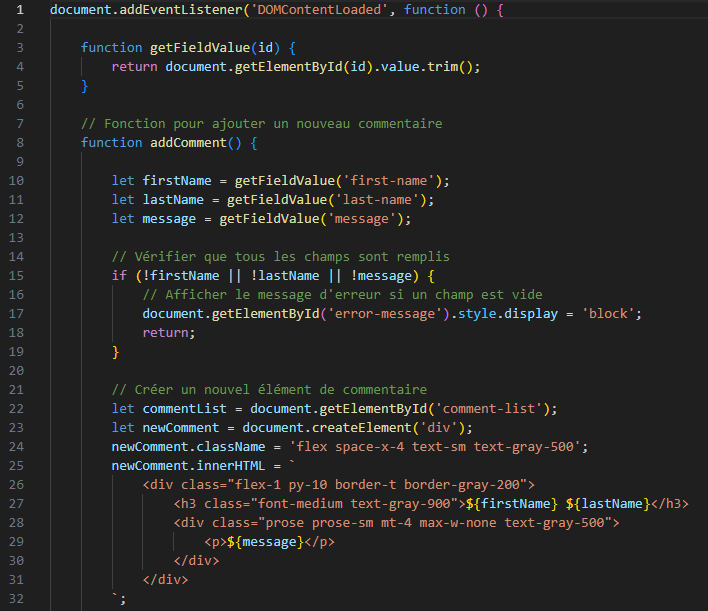 1 document.addEventListener('DOMContentLoaded', function () {
2
3 function getFieldValue(id) {
4 return document.getElementById(id).value.trim();
5 }
6
7 // Fonction pour ajouter un nouveau commentaire
8 function addComment() {
9
10 let firstName = getFieldValue('first-name');
11 let lastName = getFieldValue('last-name');
12 let message = getFieldValue('message');
13
14 // Vérifier que tous les champs sont remplis
15 if (!firstName || !lastName || !message) {
16 // Afficher le message d'erreur si un champ est vide
17 document.getElementById('error-message').style.display = 'block';
18 return;
19 }
20
21 // Créer un nouvel élément de commentaire
22 let commentList = document.getElementById('comment-list');
23 let newComment = document.createElement('div');
24 newComment.className = 'flex space-x-4 text-sm text-gray-500';
25 newComment.innerHTML = `
26 <div class="flex-1 py-10 border-t border-gray-200">
27 <h3 class="font-medium text-gray-900">${firstName} ${lastName}</h3>
28 <div class="prose prose-sm mt-4 max-w-none text-gray-500">
29 <p>${message}</p>
30 </div>
31 </div>
32 `;